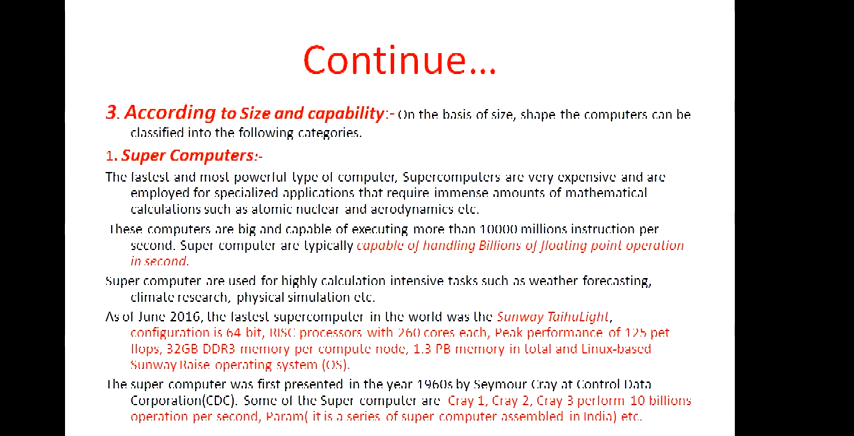 Continue...
3. According to Size and capability:- On the basis of size, shape the computers can be
classified into the following categories.
1. Super Computers:-
The fastest and most powerful type of computer, Supercomputers are very expensive and are
employed for specialized applications that require immense amounts of mathematical
calculations such as atomic nuclear and aerodynamics etc.
These computers are big and capable of executing more than 10000 millions instruction per
second. Super computer are typically capable of handling Billions of floating point operation
in second.
Super computer are used for highly calculation intensive tasks such as weather forecasting,
climate research, physical simulation etc.
As of June 2016, the fastest supercomputer in the world was the Sunway TaihuLight,
configuration is 64 bit, RISC processors with 260 cores each, Peak performance of 125 pet
flops, 32GB DDR3 memory per compute node, 1.3 PB memory in total and Linux-based
Sunway Raise operating system (OS).
The super computer was first presented in the year 1960s by Seymour Cray at Control Data
Corporation(CDC). Some of the Super computer are Cray 1, Cray 2, Cray 3 perform 10 billions
operation per second, Param( it is a series of super computer assembled in India) etc.